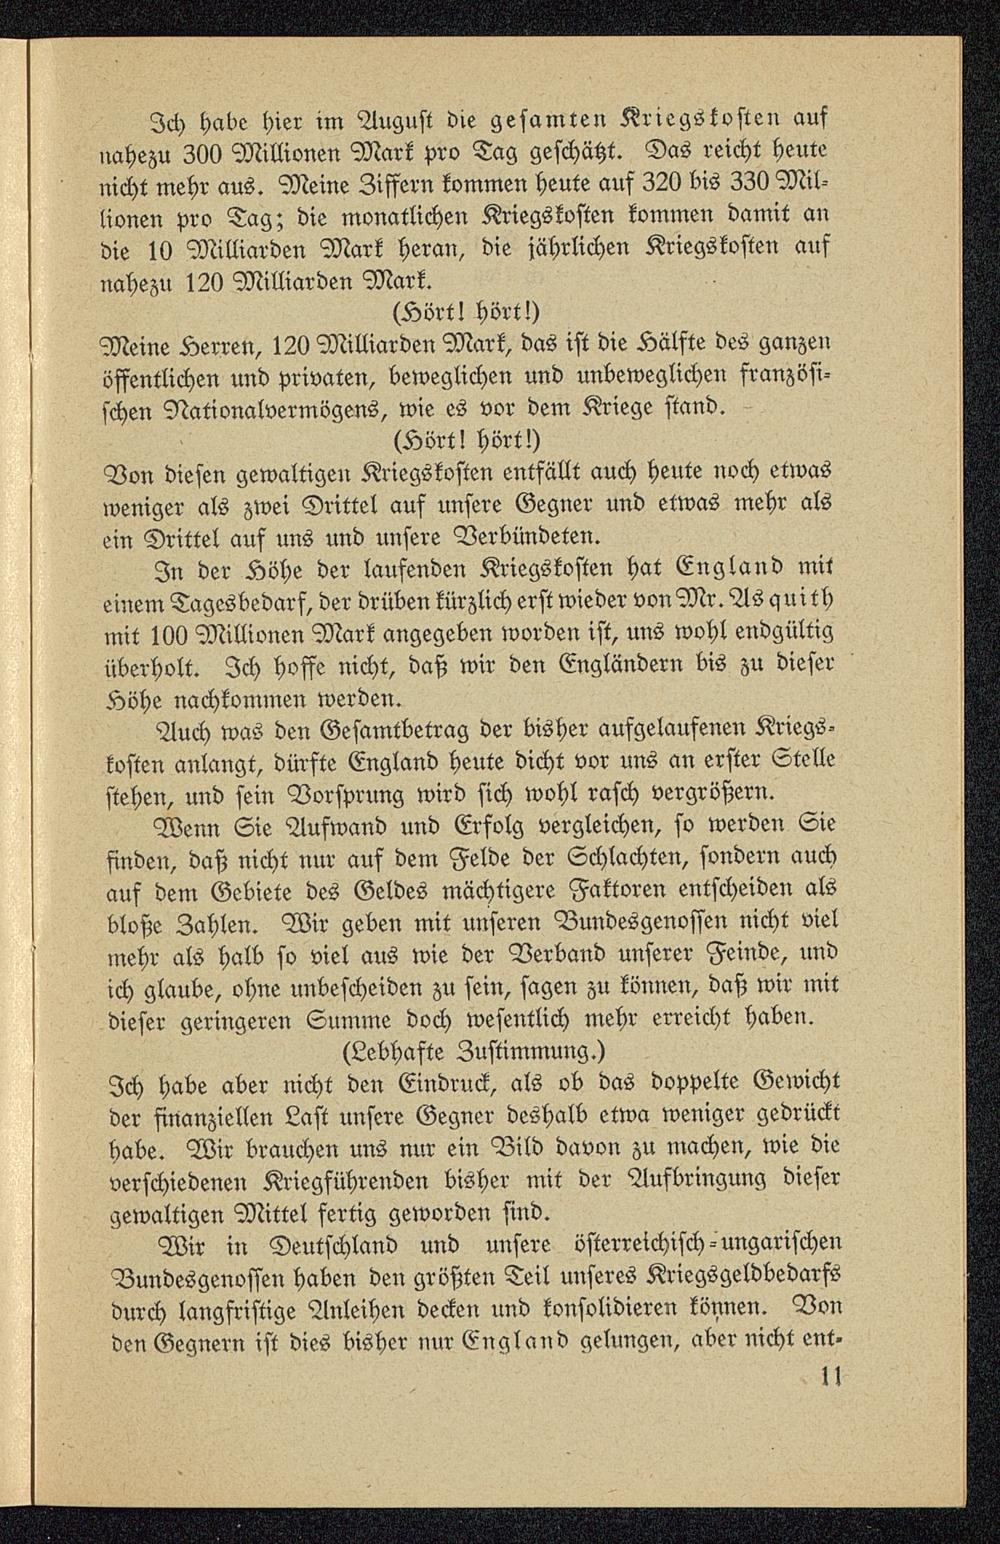 Ich habe hier im August die gesamten Kriegskosten auf
nahezu 300 Millionen Mark pro Tag geschätzt. Das reicht heute
nicht mehr aus. Meine Ziffern kommen heute auf 320 bis 330 Mil-
lionen pro Tag; die monatlichen Kriegskosten kommen damit an
die 10 Milliarden Mark heran, die jährlichen Kriegskosten auf
nahezu 120 Milliarden Mark.
(Hört! hört!)
Meine Herren, 120 Milliarden Mark, das ist die Hälfte des ganzen
öffentlichen und privaten, beweglichen und unbeweglichen französi-
schen Nationalvermögens, wie es vor dem Kriege stand.
(Hört! hört!)
Von diesen gewaltigen Kriegskosten entfällt auch heute noch etwas
weniger als zwei Drittel auf unsere Gegner und etwas mehr als
ein Drittel auf uns und unsere Verbündeten.
In der Höhe der laufenden Kriegskosten hat England mit
einem Tagesbedarf, der drüben kürzlich erst wieder von Mr. Asquith
mit 100 Millionen Mark angegeben worden ist, uns wohl endgültig
überholt. Ich hoffe nicht, daß wir den Engländern bis zu dieser
Höhe nachkommen werden.
Auch was den Gesamtbetrag der bisher aufgelaufenen Kriegs-
kosten anlangt, dürfte England heute dicht vor uns an erster Stelle
stehen, und sein Vorsprung wird sich wohl rasch vergrößern.
Wenn Sie Aufwand und Erfolg vergleichen, so werden Sie
finden, daß nicht nur auf dem Felde der Schlachten, sondern auch
auf dem Gebiete des Geldes mächtigere Faktoren entscheiden als
bloße Zahlen. Wir geben mit unseren Bundesgenossen nicht viel
mehr als halb so viel aus wie der Verband unserer Feinde, und
ich glaube, ohne unbescheiden zu sein, sagen zu können, daß wir mit
dieser geringeren Summe doch wesentlich mehr erreicht haben.
(Lebhafte Zustimmung.)
Ich habe aber nicht den Eindruck, als ob das doppelte Gewicht
der finanziellen Last unsere Gegner deshalb etwa weniger gedrückt
habe. Wir brauchen uns nur ein Bild davon zu machen, wie die
verschiedenen Kriegführenden bisher mit der Aufbringung dieser
gewaltigen Mittel fertig geworden sind.
Wir in Deutschland und unsere österreichisch-ungarischen
Bundesgenossen haben den größten Teil unseres Kriegsgeldbedarfs
durch langfristige Anleihen decken und konsolidieren können. Von
den Gegnern ist dies bisher nur England gelungen, aber nicht ent-
11